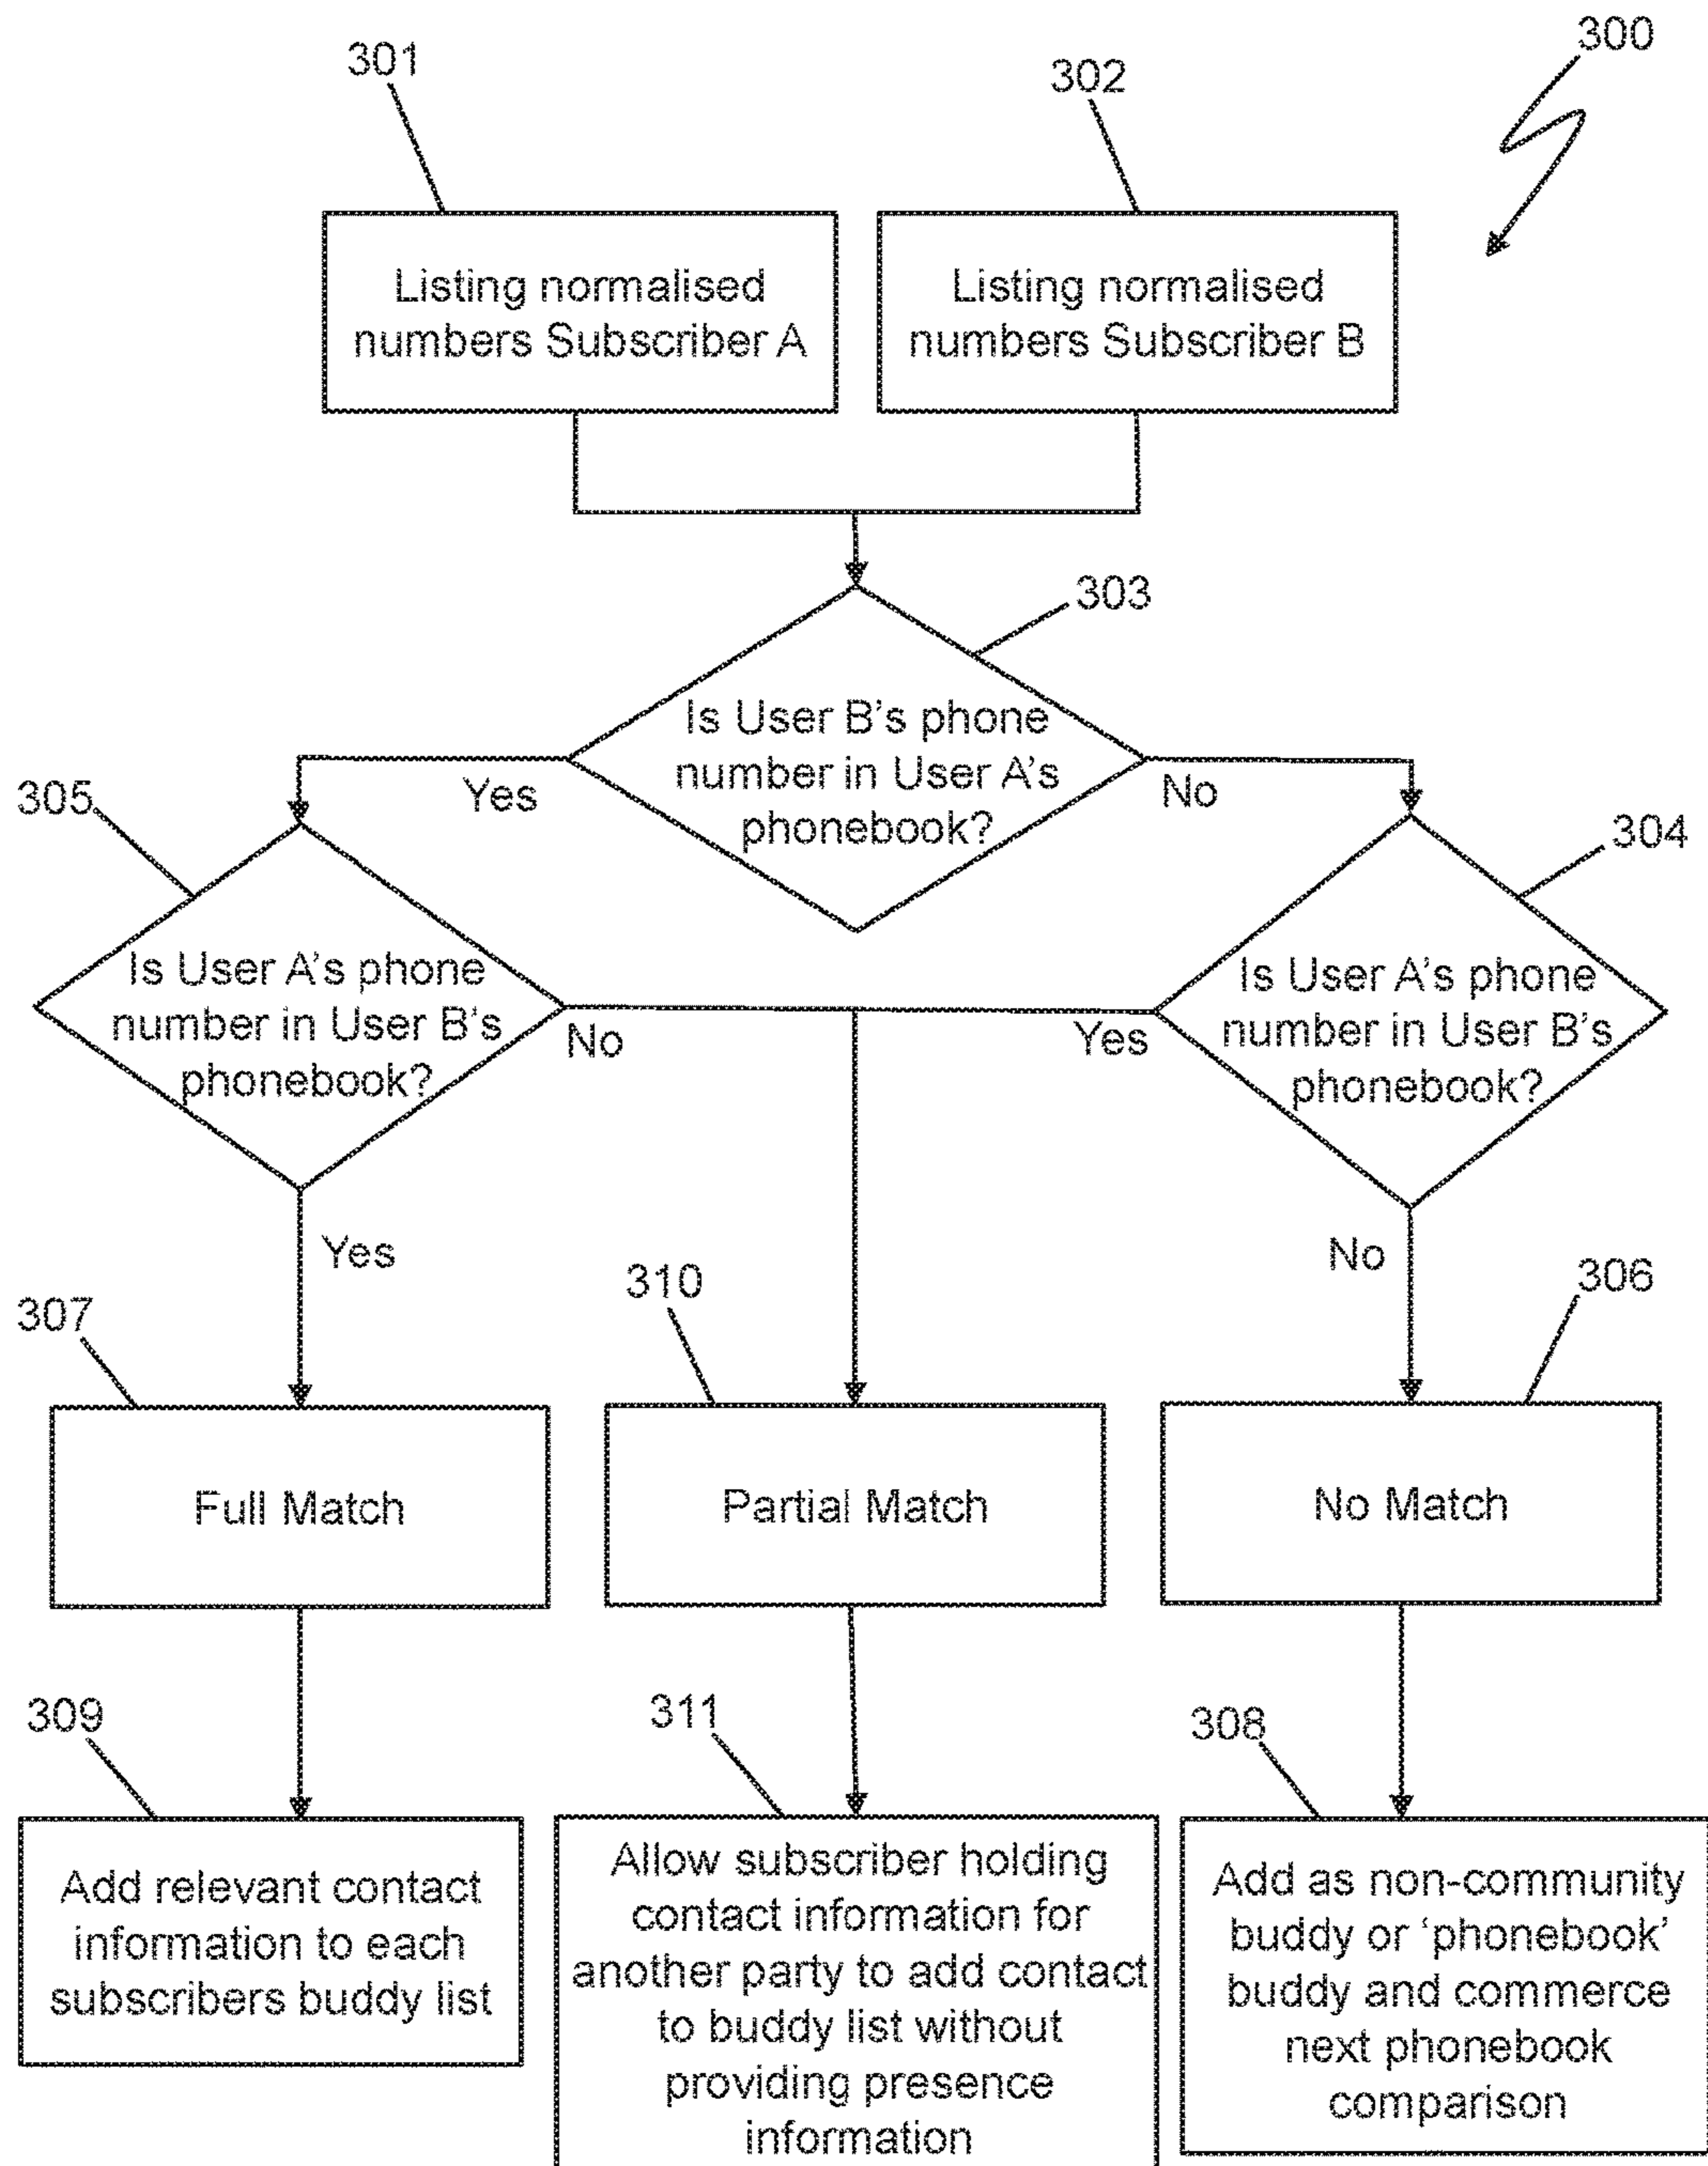 300
301
302
Listing normalised
numbers Subscriber A
Listing normalised
numbers Subscriber B
303
Is User B's phone
number in User A's
phonebook?
Yes
No
305
304
Is User A's phone
number in User B's
phonebook?
No
Yes
Is User A's phone
number in User B's
phonebook?
Yes
No
307
310
306
Full Match
Partial Match
No Match
309
311
308
Add relevant contact
information to each
subscribers buddy list
Allow subscriber holding
contact information for
another party to add contact
to buddy list without
providing presence
information
Add as non-community
buddy or ‘phonebook’
buddy and commerce
next phonebook
comparison